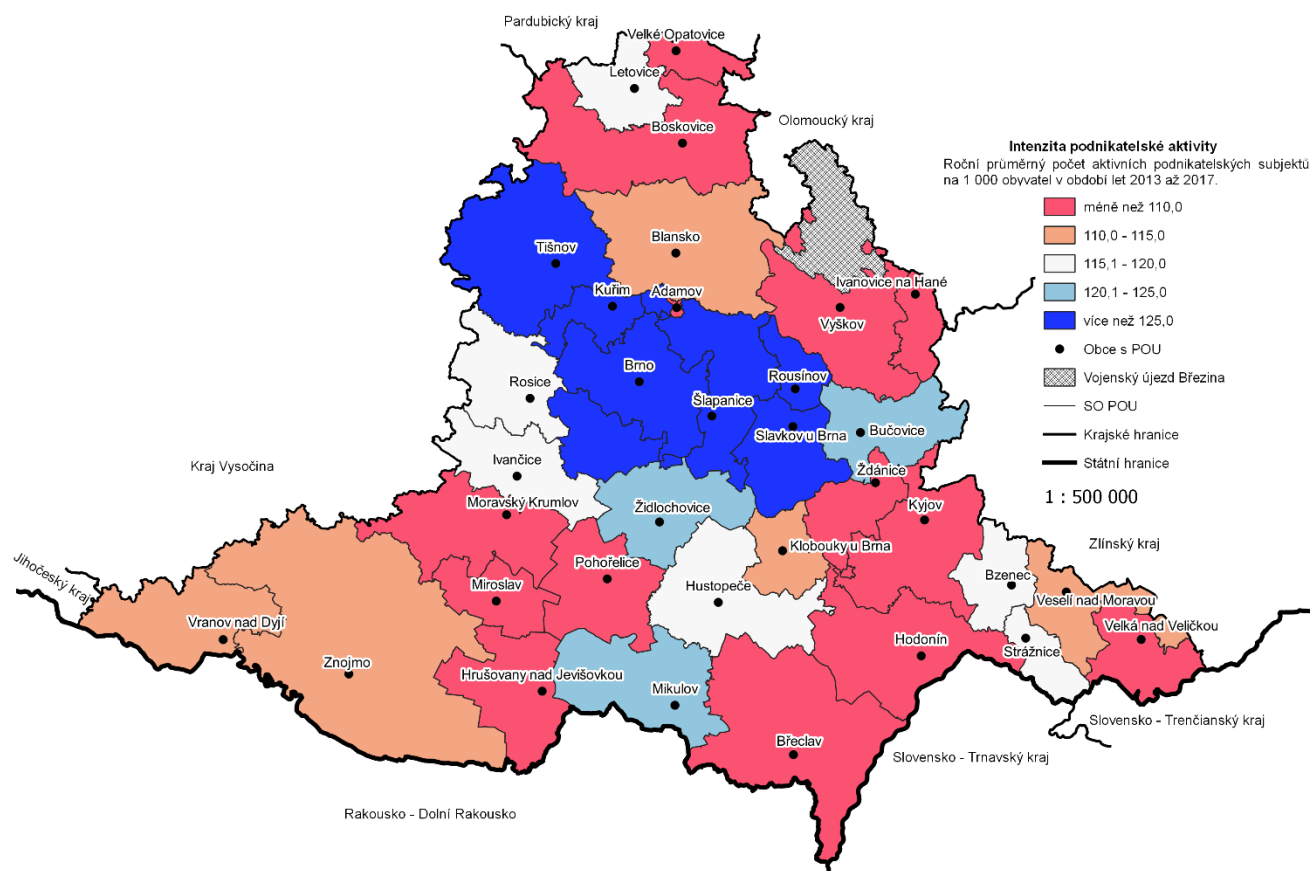 Pardubický kraj
Velké Opatovice
Letovice
Olomoucký kraj
Boskovice
Intenzita podnikatelské aktivity
Roční průměrný počet aktivních podnikatelských subjektů
na 1 000 obyvatel v období let 2013 až 2017.
méně než 110,0
110,0 - 115,0
115,1 - 120,0
120,1 - 125,0
více než 125,0
Obce s POU
Vojenský újezd Březina
SO POU
Krajské hranice
Státní hranice
1 : 500 000
Tišnov
Blansko
Kuřim
Adamov
Ivanovice na Hané
Vyškov
Brno
Rousínov
Rosice
Šlapanice
Slavkov u Brna
Bučovice
Kraj Vysočina
Ivančice
Ždánice
Moravský Krumlov
Židlochovice
Kyjov
Klobouky u Brna
Zlínský kraj
Jihočeský kraj
Pohořelice
Miroslav
Hustopeče
Bzenec
Veselí nad Moravou
Vranov nad Dyjí
Velká nad Veličkou
Hodonín
Strážnice
Znojmo
Hrušovany nad Jevišovkou
Mikulov
Slovensko - Trenčianský kraj
Břeclav
Slovensko - Trnavský kraj
Rakousko - Dolní Rakousko